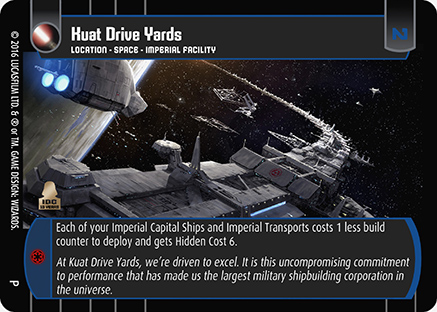 Kuat Drive Yards
LOCATION - SPACE - IMPERIAL FACILITY
© 2016 LUCASFILM LTD. & ® OR TM. GAME DESIGN: WIZARDS.
IDC
Each of your Imperial Capital Ships and Imperial Transports costs 1 less build
counter to deploy and gets Hidden Cost 6.
At Kuat Drive Yards, we're driven to excel. It is this uncompromising commitment
to performance that has made us the largest military shipbuilding corporation in
the universe.
P